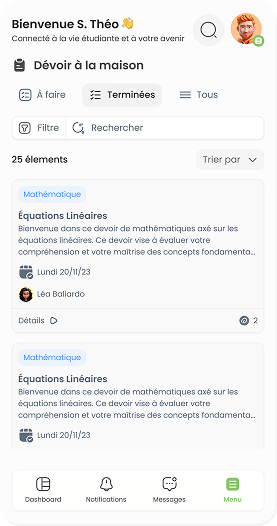 Bienvenue S. Théo 👋
Connecté à la vie étudiante et à votre avenir
Dévoir à la maison
À faire
Terminées
Tous
Filtre
Rechercher
25 élements
Trier par
Mathématique
Équations Linéaires
Bienvenue dans ce devoir de mathématiques axé sur les
équations linéaires. Ce devoir vise à évaluer votre
compréhension et votre maîtrise des concepts fondamenta...
Lundi 20/11/23
Léa Baliardo
Détails
2
Mathématique
Équations Linéaires
Bienvenue dans ce devoir de mathématiques axé sur les
équations linéaires. Ce devoir vise à évaluer votre
compréhension et votre maîtrise des concepts fondamenta...
Lundi 20/11/23
Dashboard
Notifications
Messages
Menu